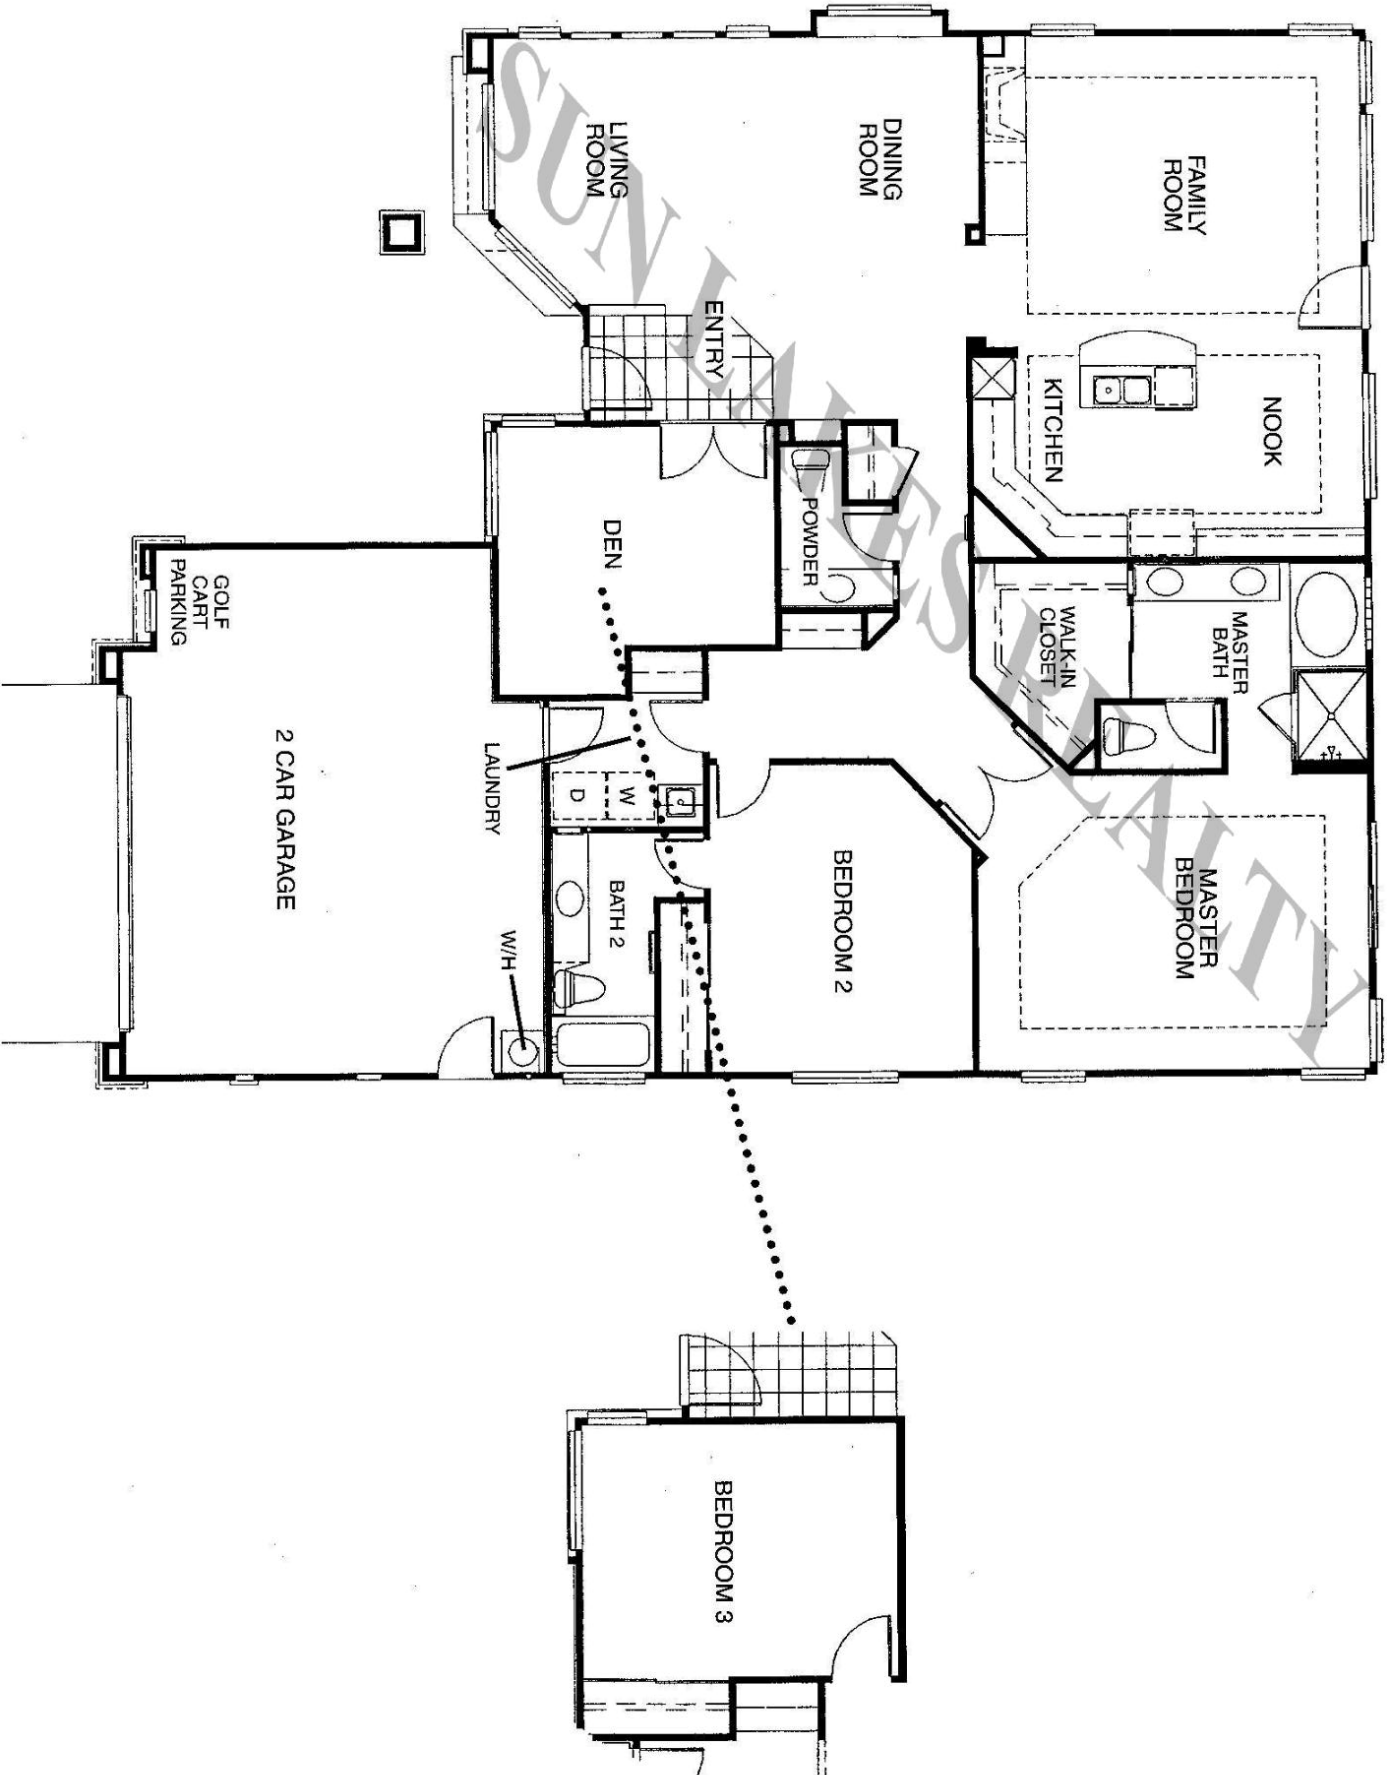 FAMILY
ROOM
NOOK
KITCHEN
MASTER
BATH
WALK-IN
CLOSET
MASTER
BEDROOM
DINING
ROOM
LIVING
ROOM
ENTRY
POWDER
DEN
BEDROOM 2
LAUNDRY
W
D
BATH 2
W/H
GOLF
CART
PARKING
2 CAR GARAGE
BEDROOM 3
SUN LAKES REALTY